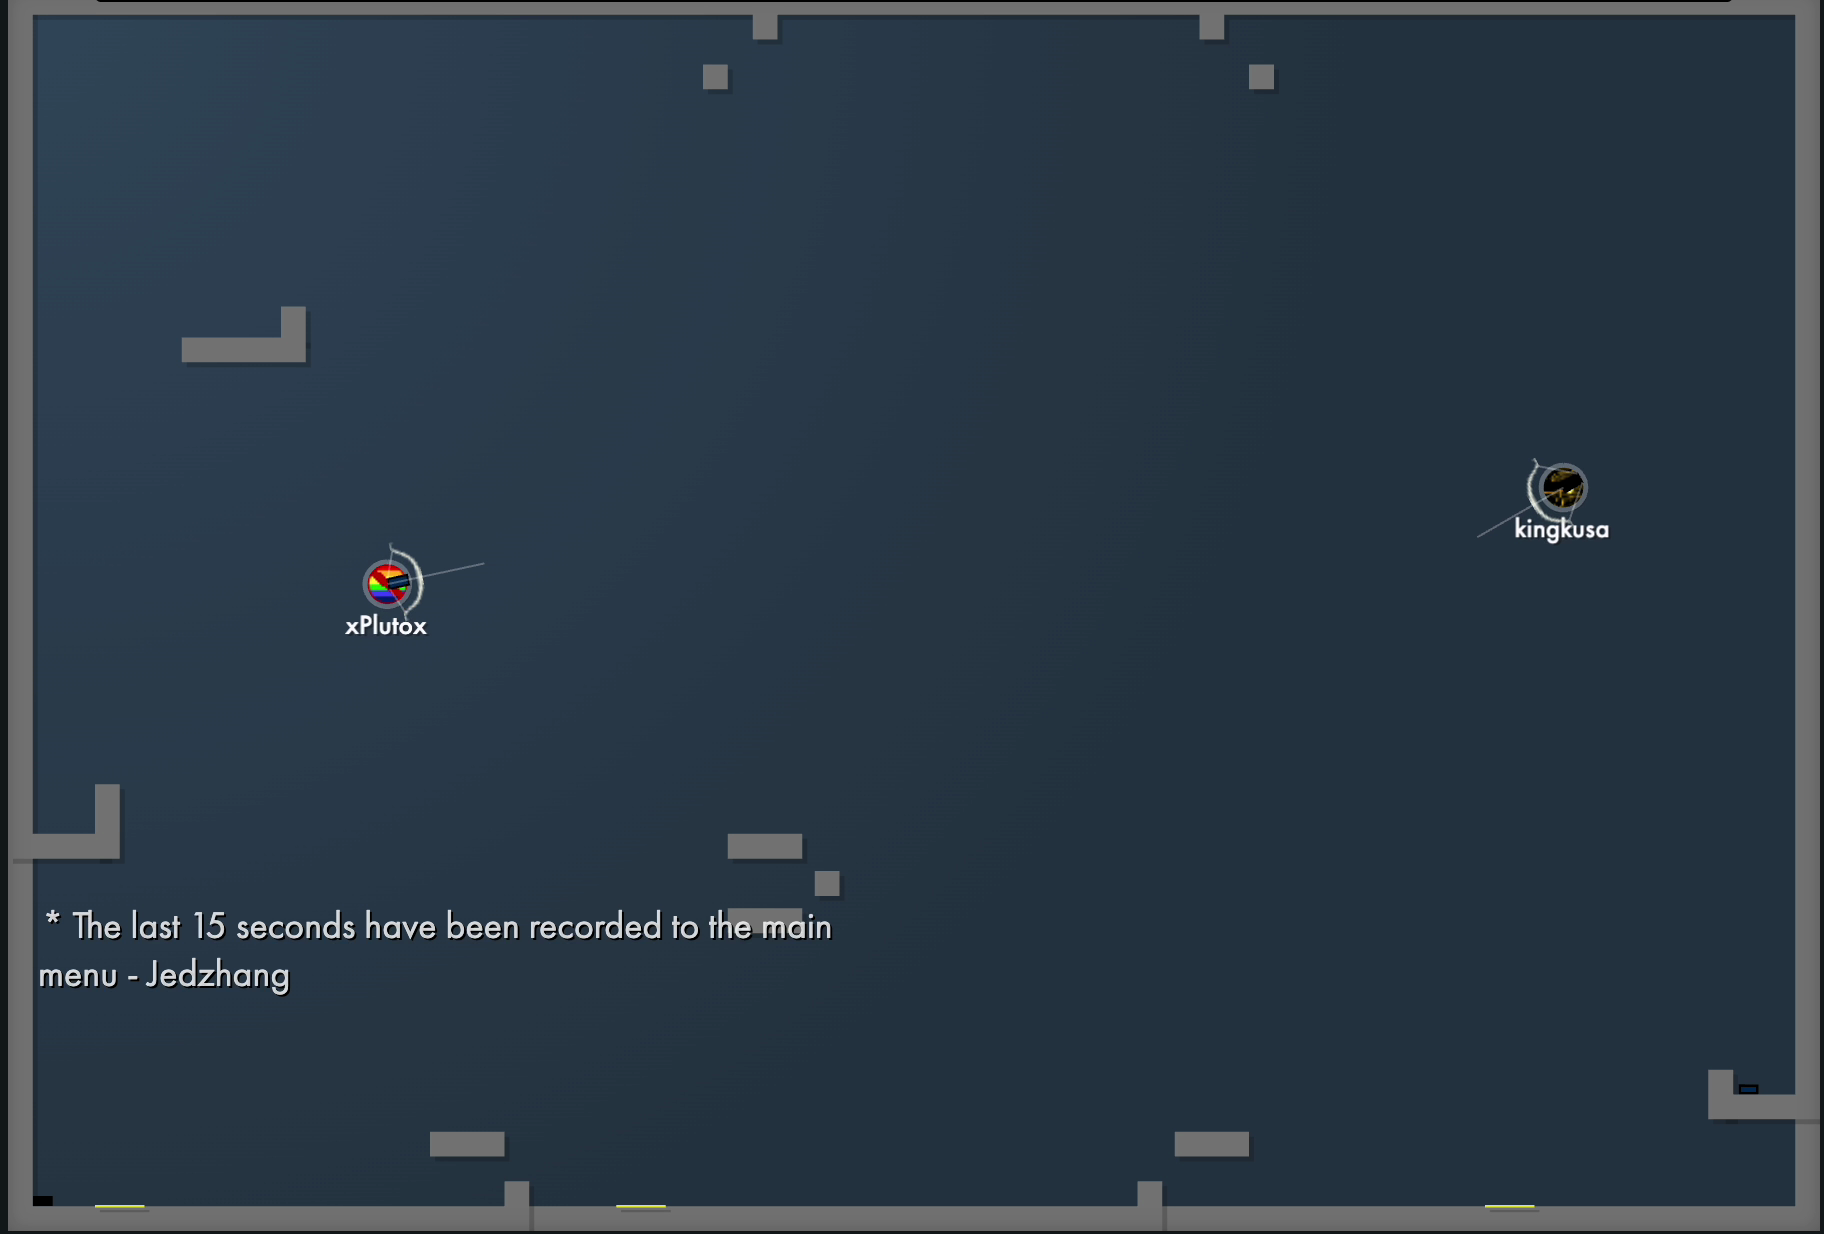 kingkusa
xPlutox
* The last 15 seconds have been recorded to the main
menu - Jedzhang